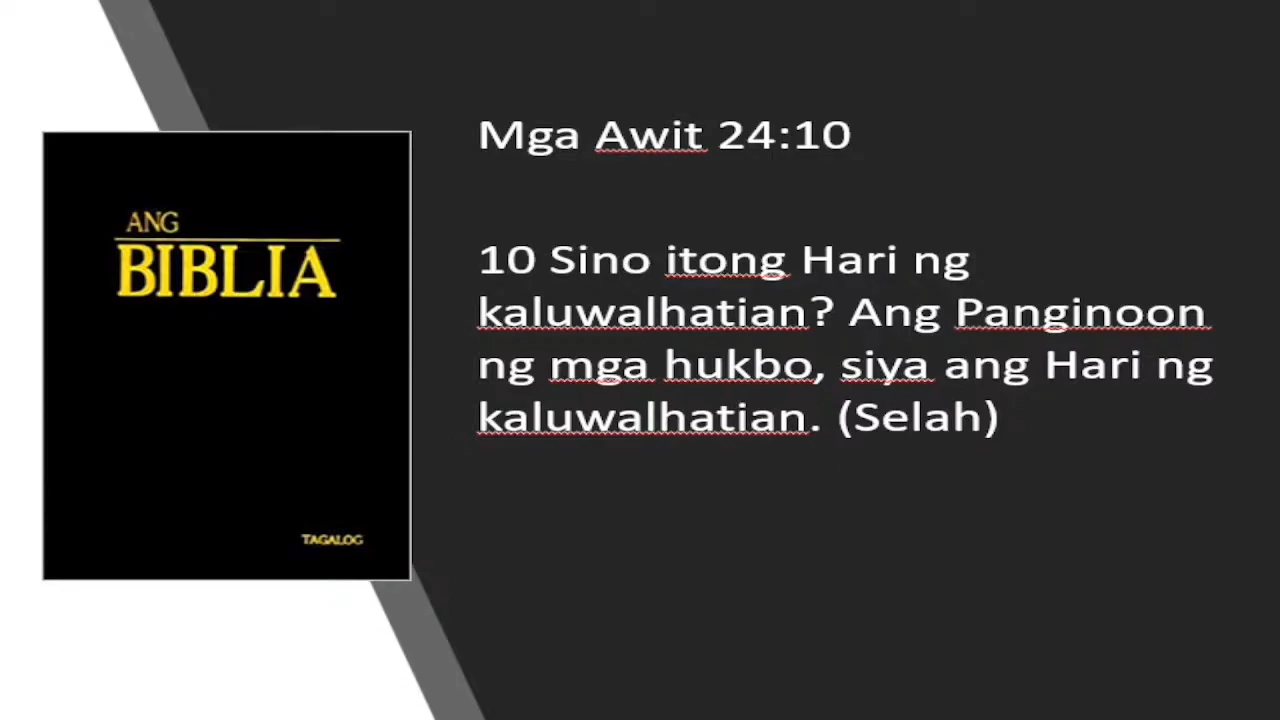 ANG
BIBLIA
TAGALOG
Mga Awit 24:10
10 Sino itong Hari ng
kaluwalhatian? Ang Panginoon
ng mga hukbo, siya ang Hari ng
kaluwalhatian. (Selah)